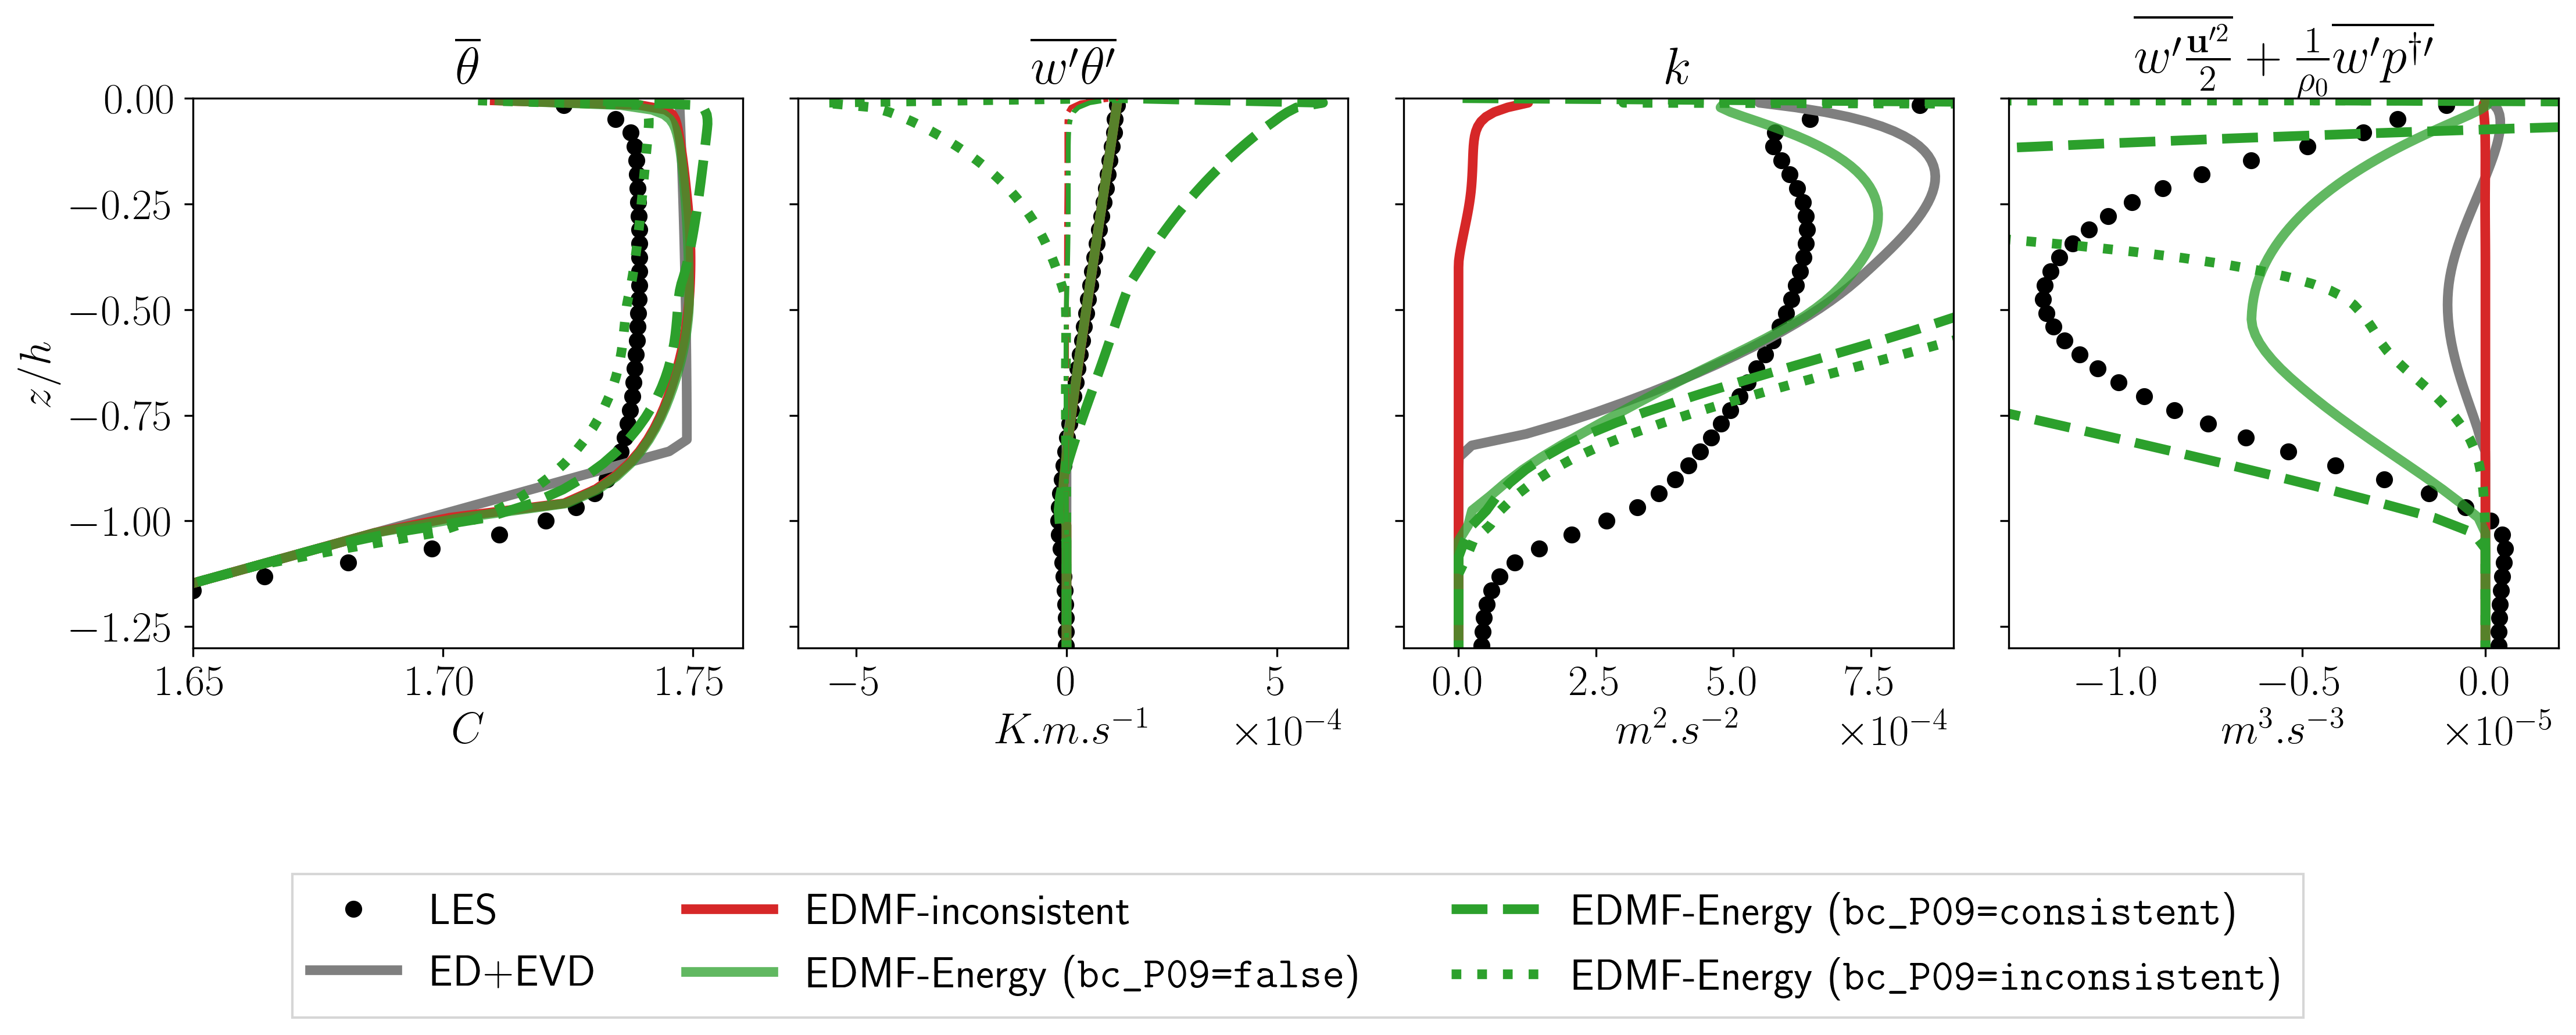 θ̅
w′θ′
k
w′ u′²/2 + 1/ρ₀ w′p†′
0.00
−0.25
−0.50
−0.75
−1.00
−1.25
z/h
1.65 1.70 1.75
−5 0 5
0.0 2.5 5.0 7.5
−1.0 −0.5 0.0
C
K.m.s⁻¹ ×10⁻⁴
m².s⁻² ×10⁻⁴
m³.s⁻³ ×10⁻⁵
LES
ED+EVD
EDMF-inconsistent
EDMF-Energy (bc_P09=false)
EDMF-Energy (bc_P09=consistent)
EDMF-Energy (bc_P09=inconsistent)